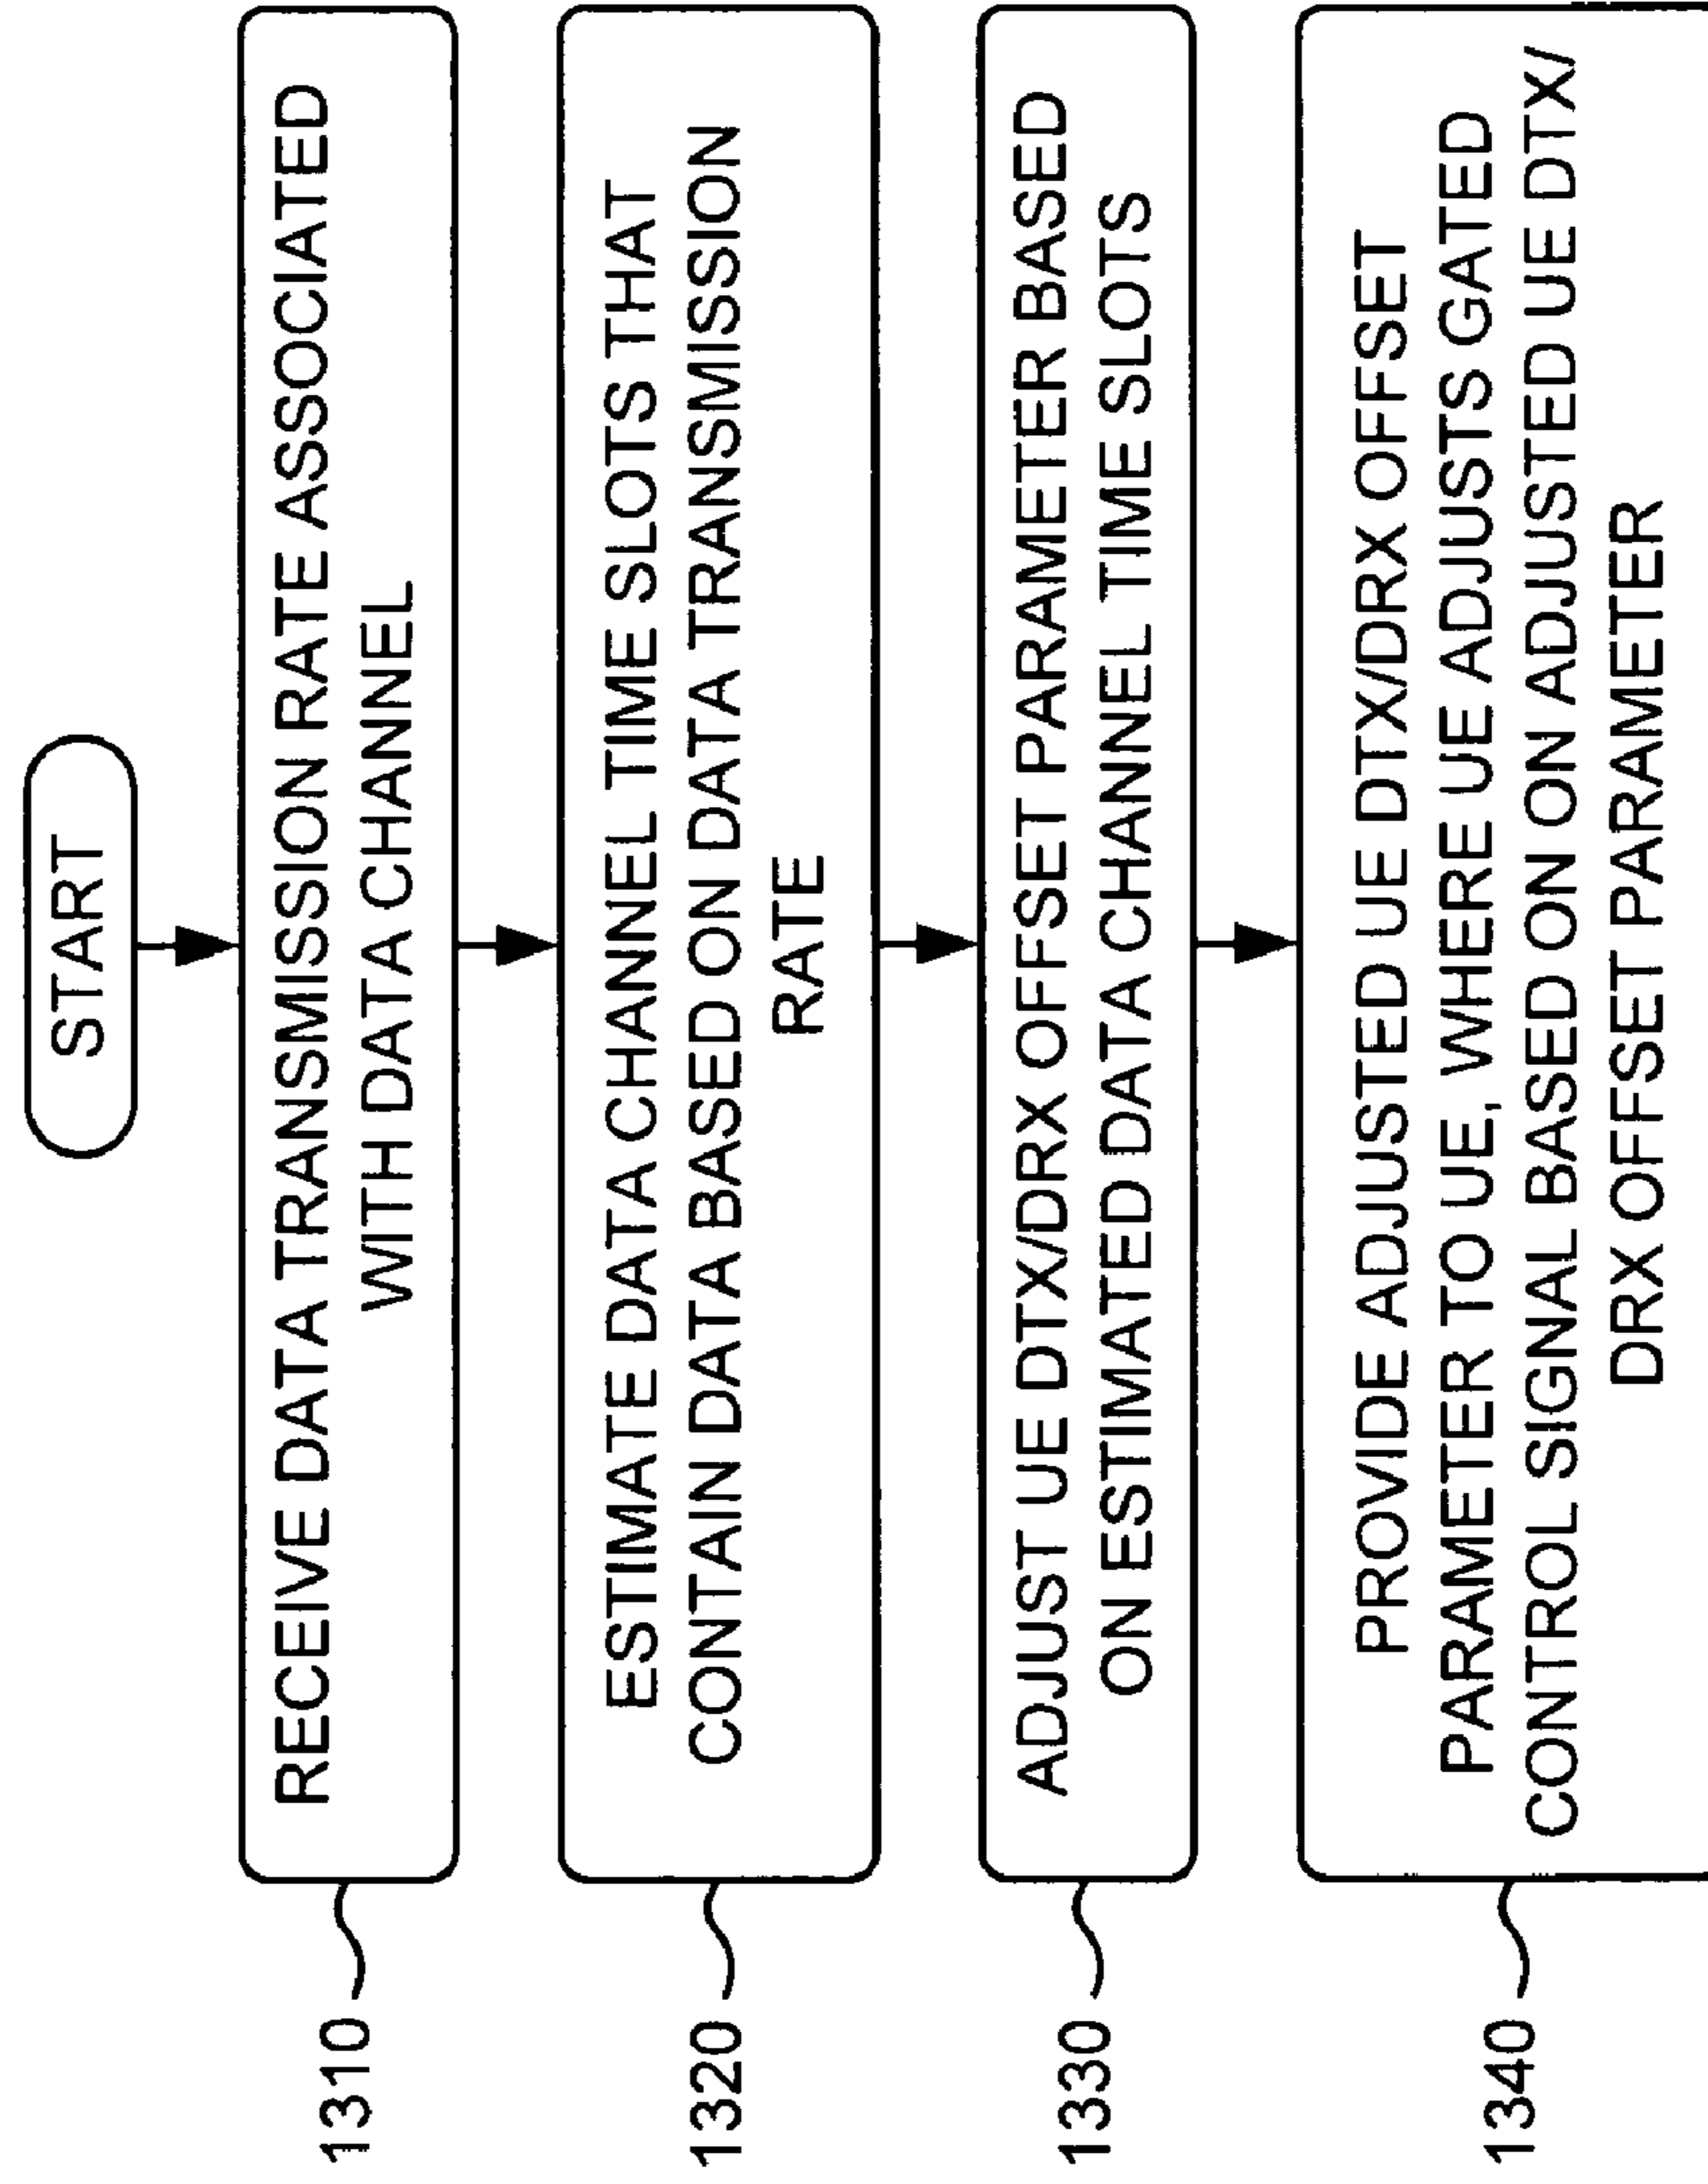 START
1310
RECEIVE DATA TRANSMISSION RATE ASSOCIATED
WITH DATA CHANNEL
1320
ESTIMATE DATA CHANNEL TIME SLOTS THAT
CONTAIN DATA BASED ON DATA TRANSMISSION
RATE
1330
ADJUST UE DTX/DRX OFFSET PARAMETER BASED
ON ESTIMATED DATA CHANNEL TIME SLOTS
1340
PROVIDE ADJUSTED UE DTX/DRX OFFSET
PARAMETER TO UE, WHERE UE ADJUSTS GATED
CONTROL SIGNAL BASED ON ADJUSTED UE DTX/
DRX OFFSET PARAMETER